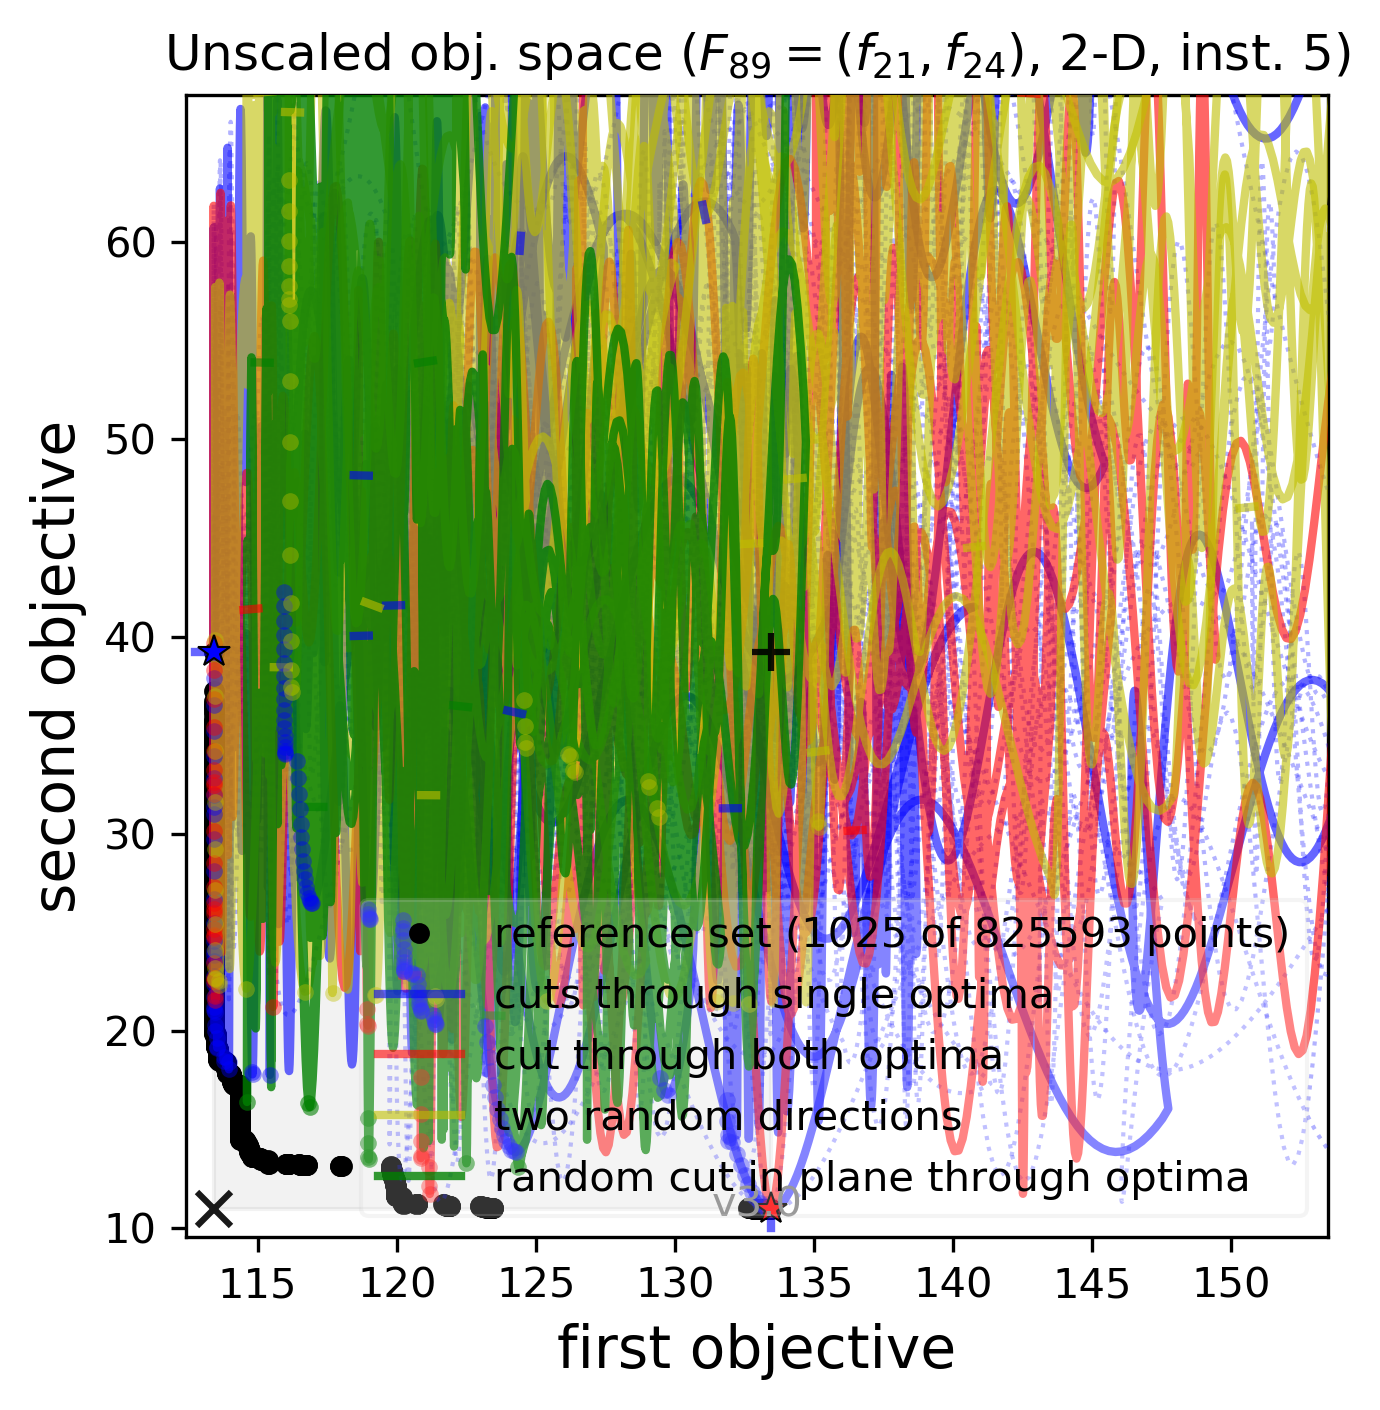 Unscaled obj. space (F89 = (f21, f24), 2-D, inst. 5)
second objective
60
50
40
30
20
10
reference set (1025 of 825593 points)
cuts through single optima
cut through both optima
two random directions
random cut in plane through optima
115 120 125 130 135 140 145 150
first objective